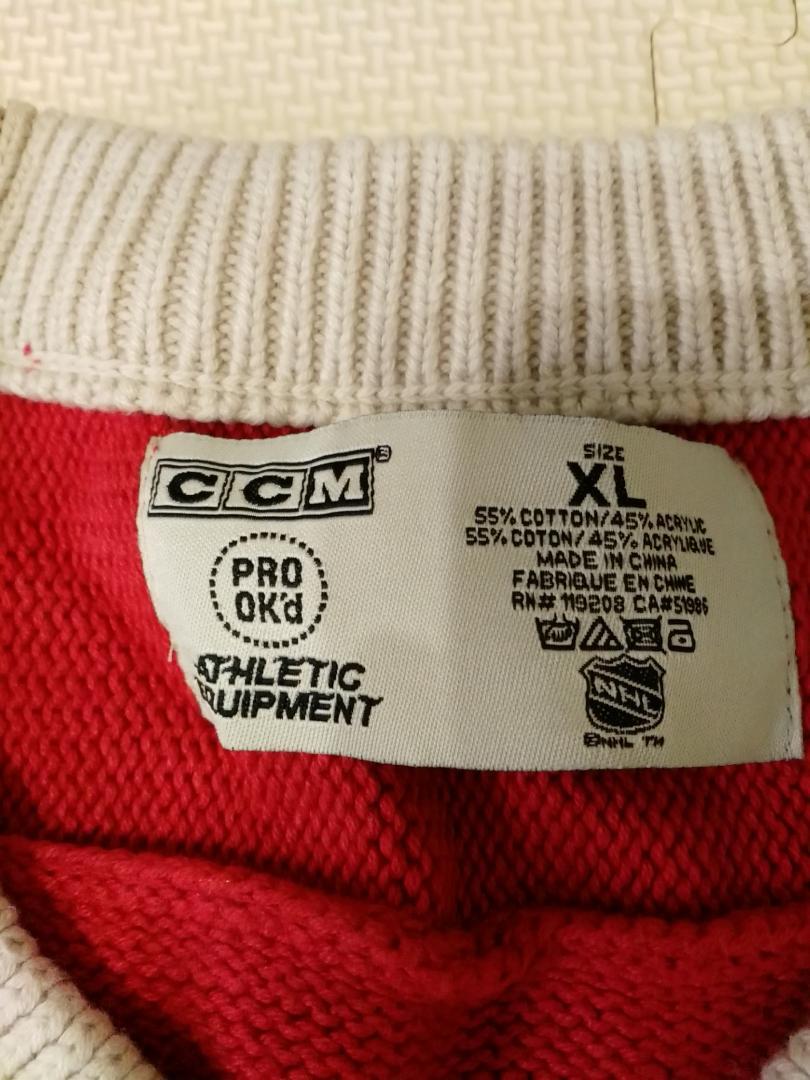 CCM
PRO
OK'd
ATHLETIC
EQUIPMENT
SIZE
XL
55% COTTON/45% ACRYLIC
55% COTON/45% ACRYLIQUE
MADE IN CHINA
FABRIQUE EN CHINE
RN# 119208 CA#51986
NHL
©NHL TM